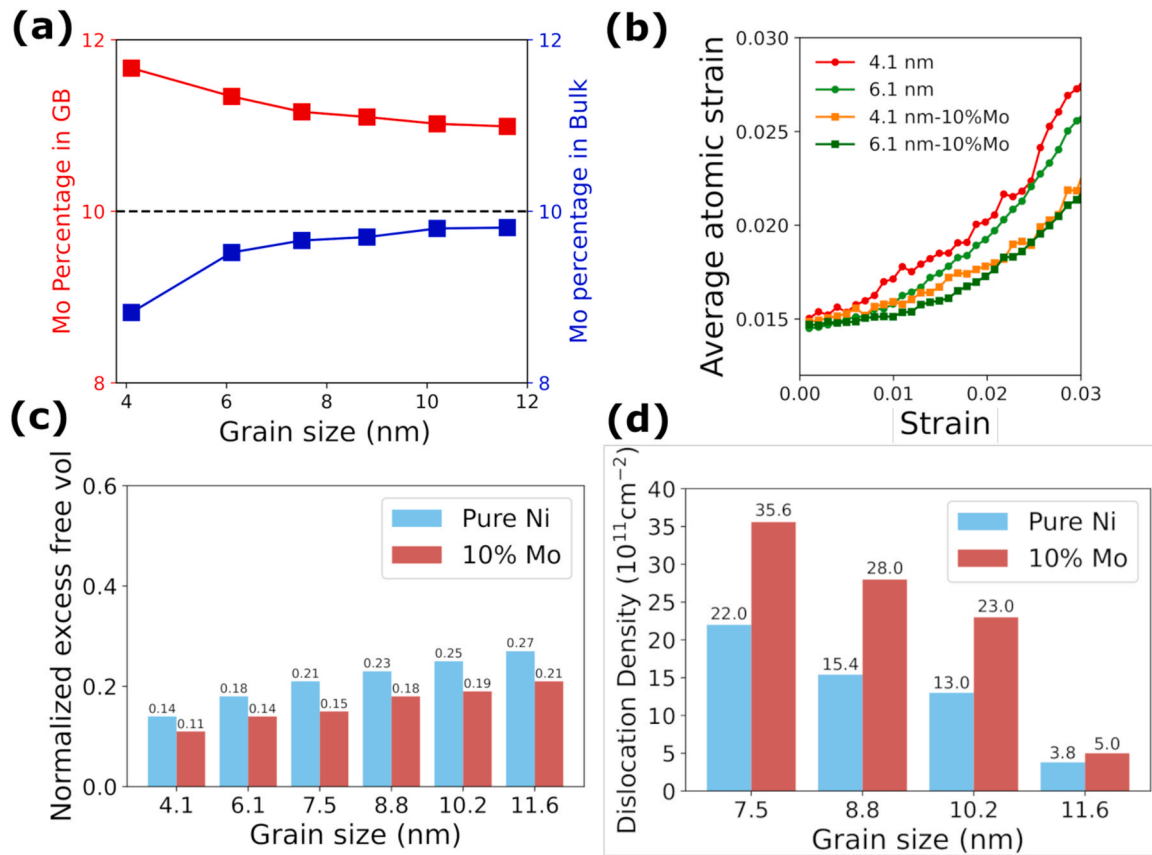 (a)
12
10
8
Mo Percentage in GB
12
10
8
Mo percentage in Bulk
4 6 8 10 12
Grain size (nm)
(b)
0.030
0.025
0.020
0.015
Average atomic strain
4.1 nm
6.1 nm
4.1 nm-10%Mo
6.1 nm-10%Mo
0.00 0.01 0.02 0.03
Strain
(c)
Normalized excess free vol
0.6
0.4
0.2
0.0
Pure Ni
10% Mo
0.14 0.11 0.18 0.14 0.21 0.15 0.23 0.18 0.25 0.19 0.27 0.21
4.1 6.1 7.5 8.8 10.2 11.6
Grain size (nm)
(d)
Dislocation Density (10¹¹cm⁻²)
40
35
30
25
20
15
10
5
0
Pure Ni
10% Mo
22.0 35.6 15.4 28.0 13.0 23.0 3.8 5.0
7.5 8.8 10.2 11.6
Grain size (nm)